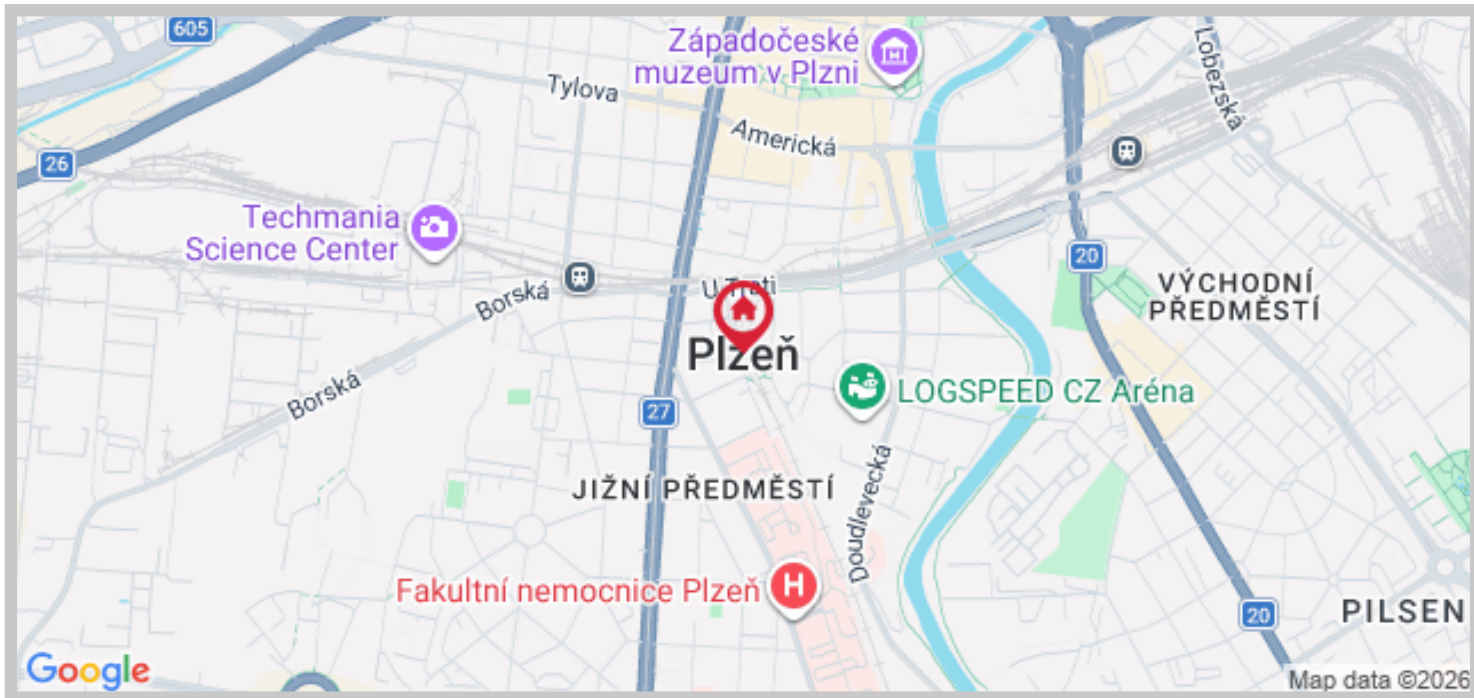 605
Západočeské
muzeum v Plzni
Lobezská
Tylova
Americká
26
Techmania
Science Center
20
VÝCHODNÍ
PŘEDMĚSTÍ
Borská
U Trati
Plzeň
Borská
27
LOGSPEED CZ Aréna
JIŽNÍ PŘEDMĚSTÍ
Doudlevecká
Fakultní nemocnice Plzeň
H
20
PILSEN
Google
Map data ©2026